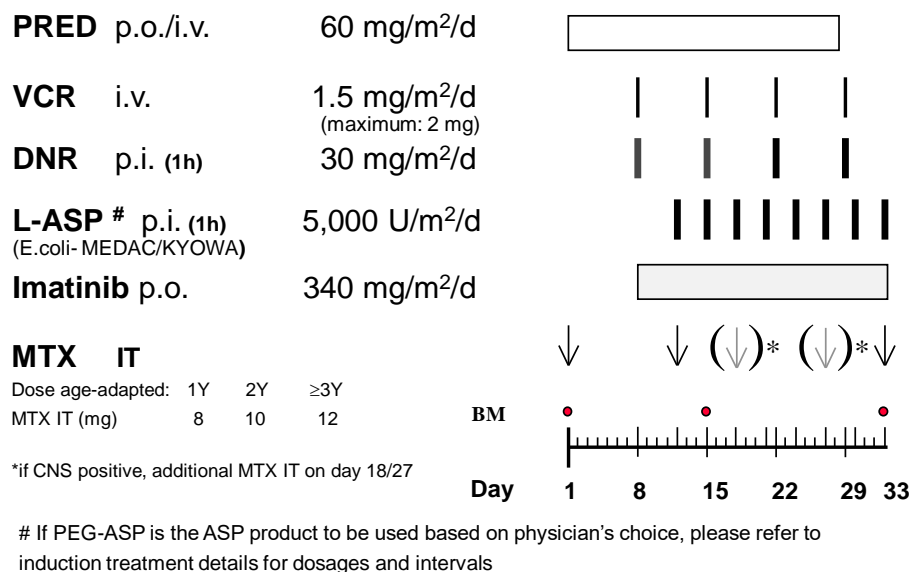 PRED p.o./i.v. 60 mg/m²/d
VCR i.v. 1.5 mg/m²/d
(maximum: 2 mg)
DNR p.i. (1h) 30 mg/m²/d
L-ASP # p.i. (1h) 5,000 U/m²/d
(E.coli- MEDAC/KYOWA)
Imatinib p.o. 340 mg/m²/d
( )* ( )*
MTX IT
Dose age-adapted: 1Y 2Y ≥3Y
MTX IT (mg) 8 10 12
BM
*if CNS positive, additional MTX IT on day 18/27
Day 1 8 15 22 29 33
# If PEG-ASP is the ASP product to be used based on physician's choice, please refer to
induction treatment details for dosages and intervals